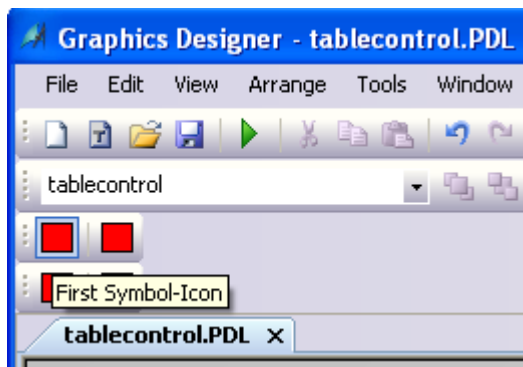 Graphics Designer - tablecontrol.PDL
File Edit View Arrange Tools Window
T
tablecontrol
First Symbol-Icon
tablecontrol.PDL X